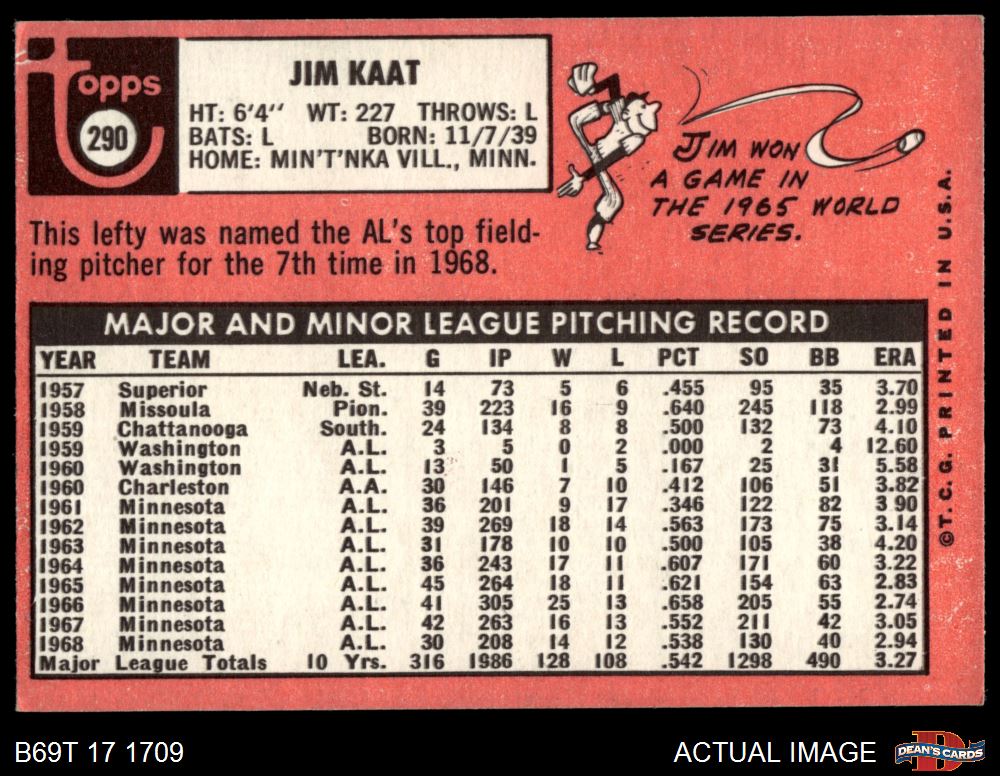 topps
290
JIM KAAT
HT: 6'4'' WT: 227 THROWS: L
BATS: L BORN: 11/7/39
HOME: MIN'T'NKA VILL., MINN.
JIM WON
A GAME IN
THE 1965 WORLD
SERIES.
This lefty was named the AL's top field-
ing pitcher for the 7th time in 1968.
MAJOR AND MINOR LEAGUE PITCHING RECORD
YEAR TEAM LEA. G IP W L PCT SO BB ERA
1957 Superior Neb. St. 14 73 5 6 .455 95 35 3.70
1958 Missoula Pion. 39 223 16 9 .640 245 118 2.99
1959 Chattanooga South. 24 134 8 8 .500 132 73 4.10
1959 Washington A.L. 3 5 0 2 .000 2 4 12.60
1960 Washington A.L. 13 50 1 5 .167 25 31 5.58
1960 Charleston A.A. 30 146 7 10 .412 106 51 3.82
1961 Minnesota A.L. 36 201 9 17 .346 122 82 3.90
1962 Minnesota A.L. 39 269 18 14 .563 173 75 3.14
1963 Minnesota A.L. 31 178 10 10 .500 105 38 4.20
1964 Minnesota A.L. 36 243 17 11 .607 171 60 3.22
1965 Minnesota A.L. 45 264 18 11 .621 154 63 2.83
1966 Minnesota A.L. 41 305 25 13 .658 205 55 2.74
1967 Minnesota A.L. 42 263 16 13 .552 211 42 3.05
1968 Minnesota A.L. 30 208 14 12 .538 130 40 2.94
Major League Totals 10 Yrs. 316 1986 128 108 .542 1298 490 3.27
©T. C. G. PRINTED IN U.S.A.
B69T 17 1709
ACTUAL IMAGE
DEAN'S CARDS